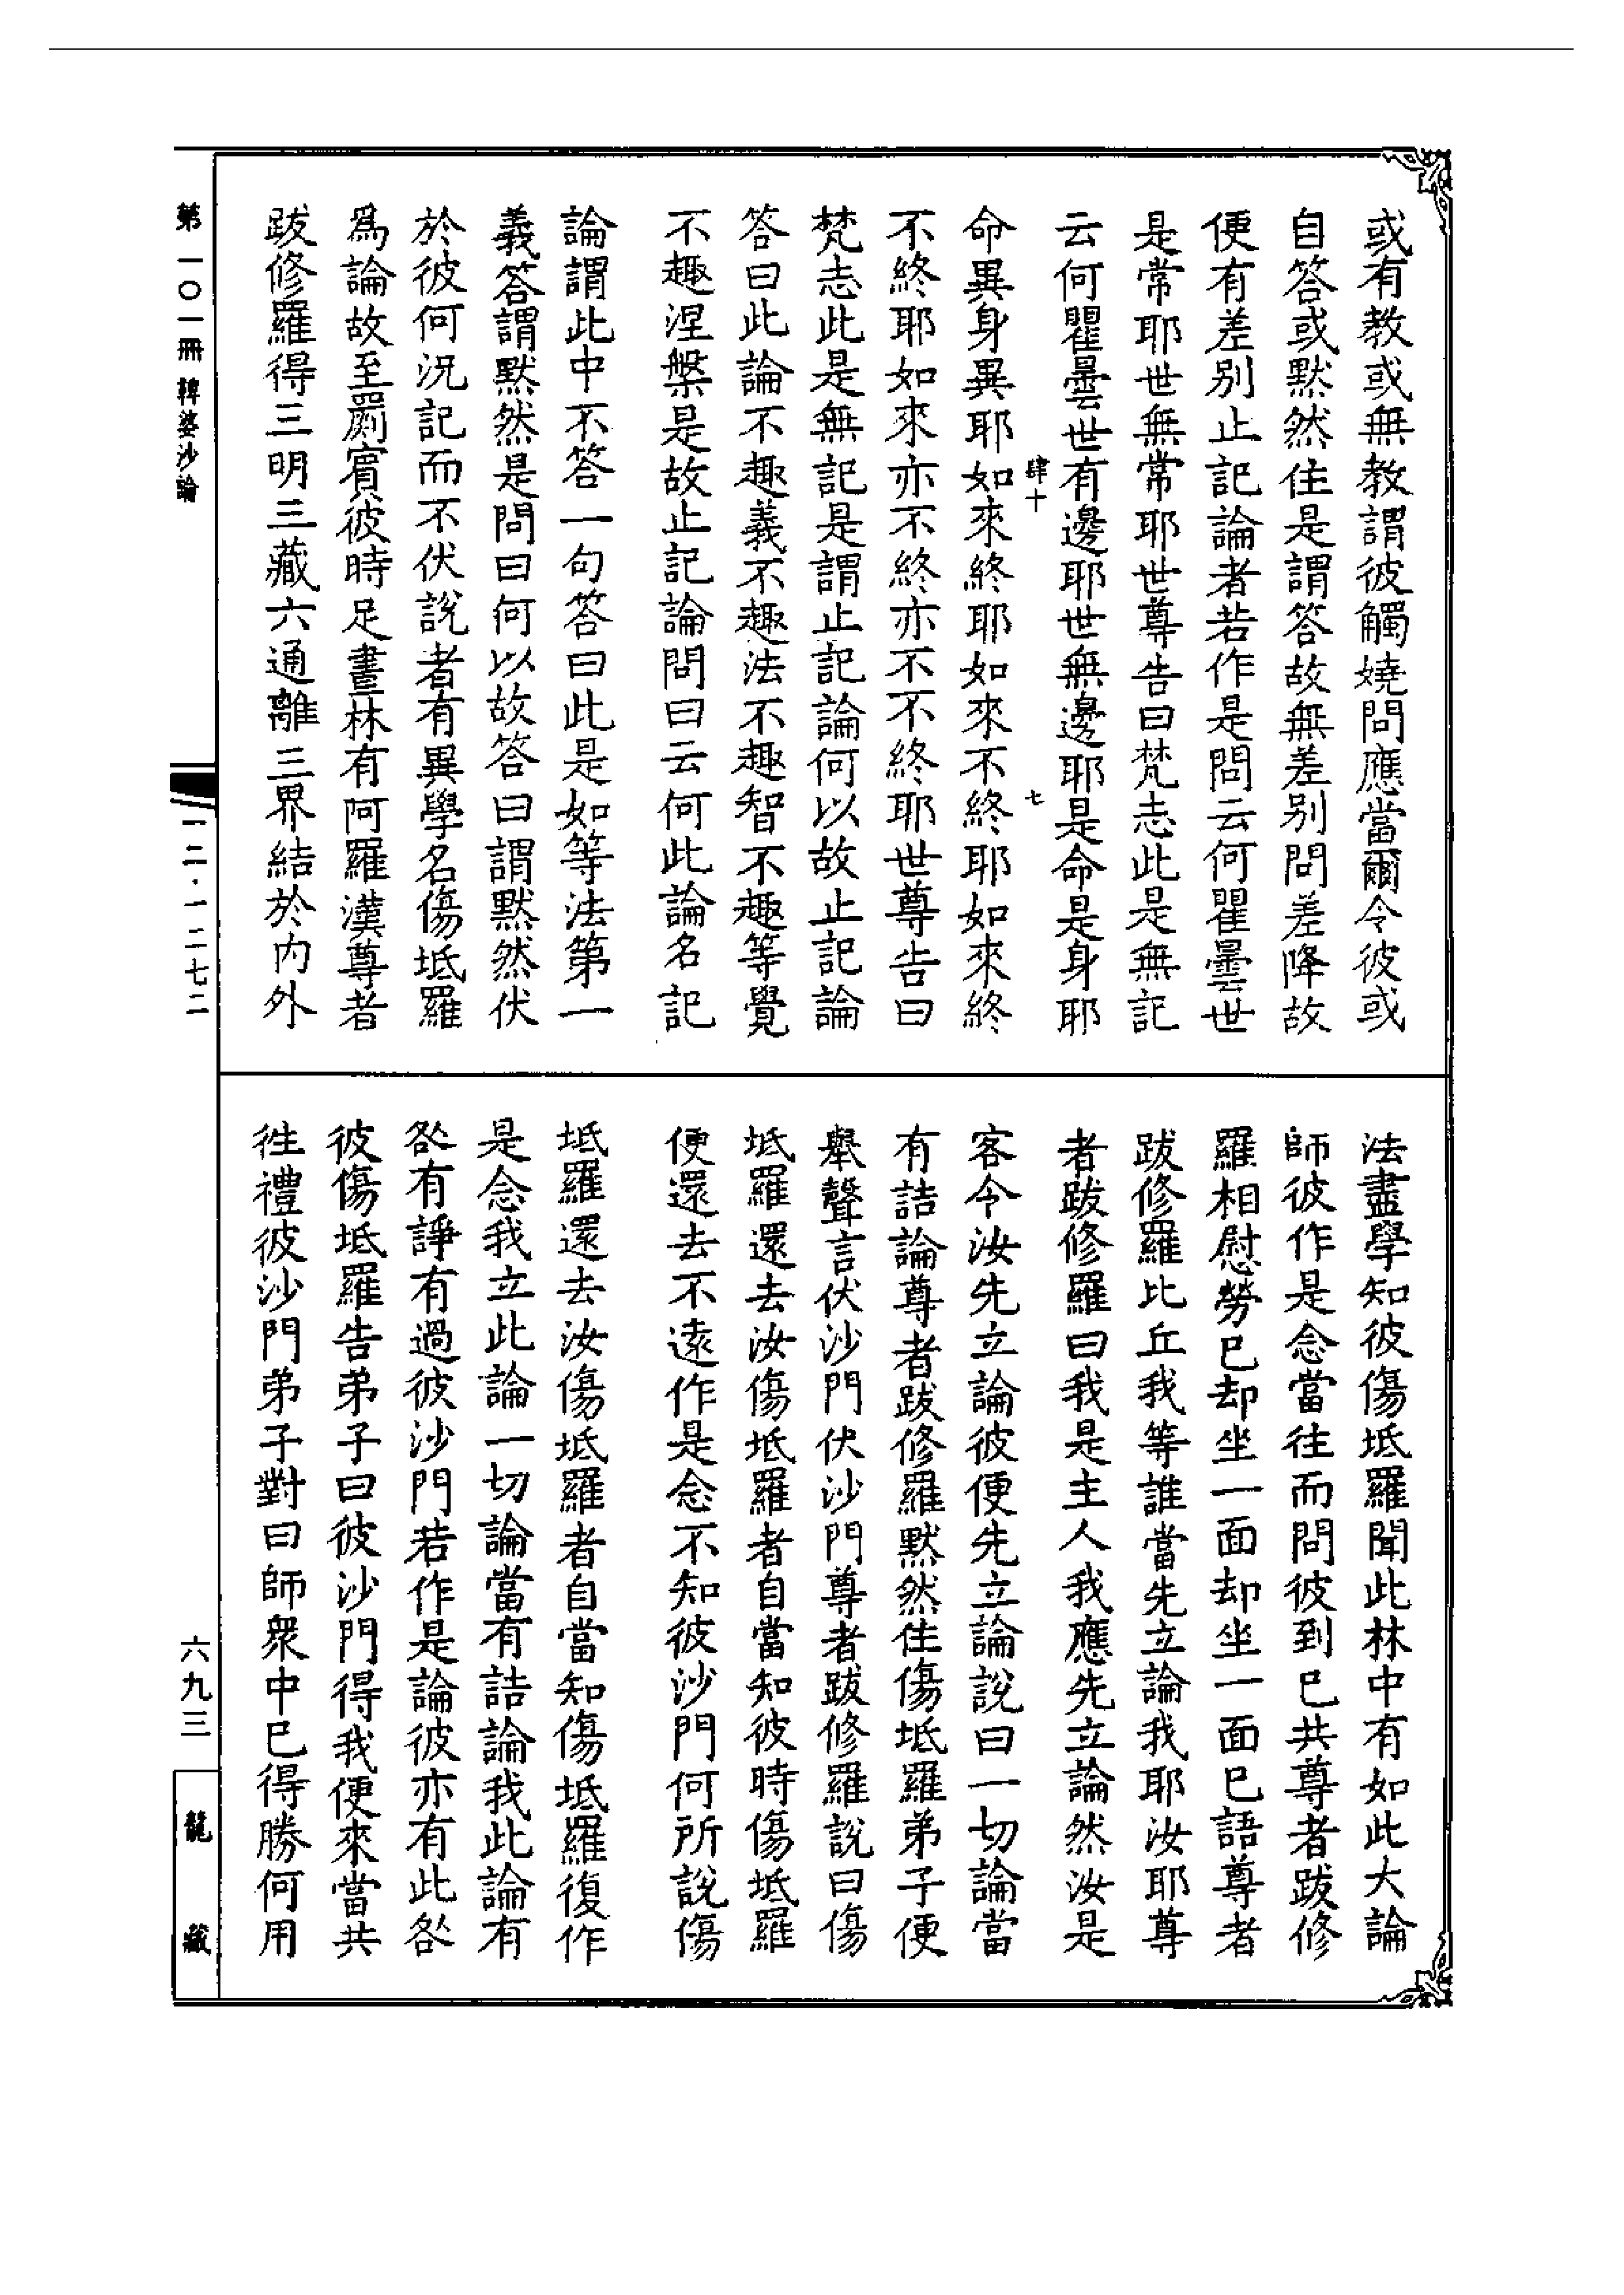 或有教或無教謂彼觸嬈問應當爾令彼或
自答或默然住是謂答故無差別問差降故
便有差別止記論者若作是問云何瞿曇世
是常耶世無常耶世尊告曰梵志此是無記
云何瞿曇世有邊耶世無邊耶是命是身耶
肆十 七
命異身異耶如來終耶如來不終耶如來終
不終耶如來亦不終亦不不終耶世尊告曰
梵志此是無記是謂止記論何以故止記論
答曰此論不趣義不趣法不趣智不趣等覺
不趣涅槃是故止記論問曰云何此論名記
論謂此中不答一句答曰此是如等法第一
義答謂默然是問曰何以故答曰謂默然伏
於彼何況記而不伏說者有異學名傷坻羅
為論故至罽賓彼時足晝林有阿羅漢尊者
跋修羅得三明三藏六通離三界結於內外
法盡學知彼傷坻羅聞此林中有如此大論
師彼作是念當往而問彼到已共尊者跋修
羅相慰勞已却坐一面却坐一面已語尊者
跋修羅比丘我等誰當先立論我耶汝耶尊
者跋修羅曰我是主人我應先立論然汝是
客今汝先立論彼便先立論說曰一切論當
有詰論尊者跋修羅默然住傷坻羅弟子便
舉聲言伏沙門伏沙門尊者跋修羅說曰傷
坻羅還去汝傷坻羅者自當知彼時傷坻羅
便還去不遠作是念不知彼沙門何所說傷
坻羅還去汝傷坻羅者自當知傷坻羅復作
是念我立此論一切論當有詰論我此論有
咎有諍有過彼沙門若作是論彼亦有此咎
彼傷坻羅告弟子曰彼沙門得我便來當共
往禮彼沙門弟子對曰師眾中已得勝何用
第一〇一冊 鞞婆沙論
一二·一二七二
六九三
龍藏